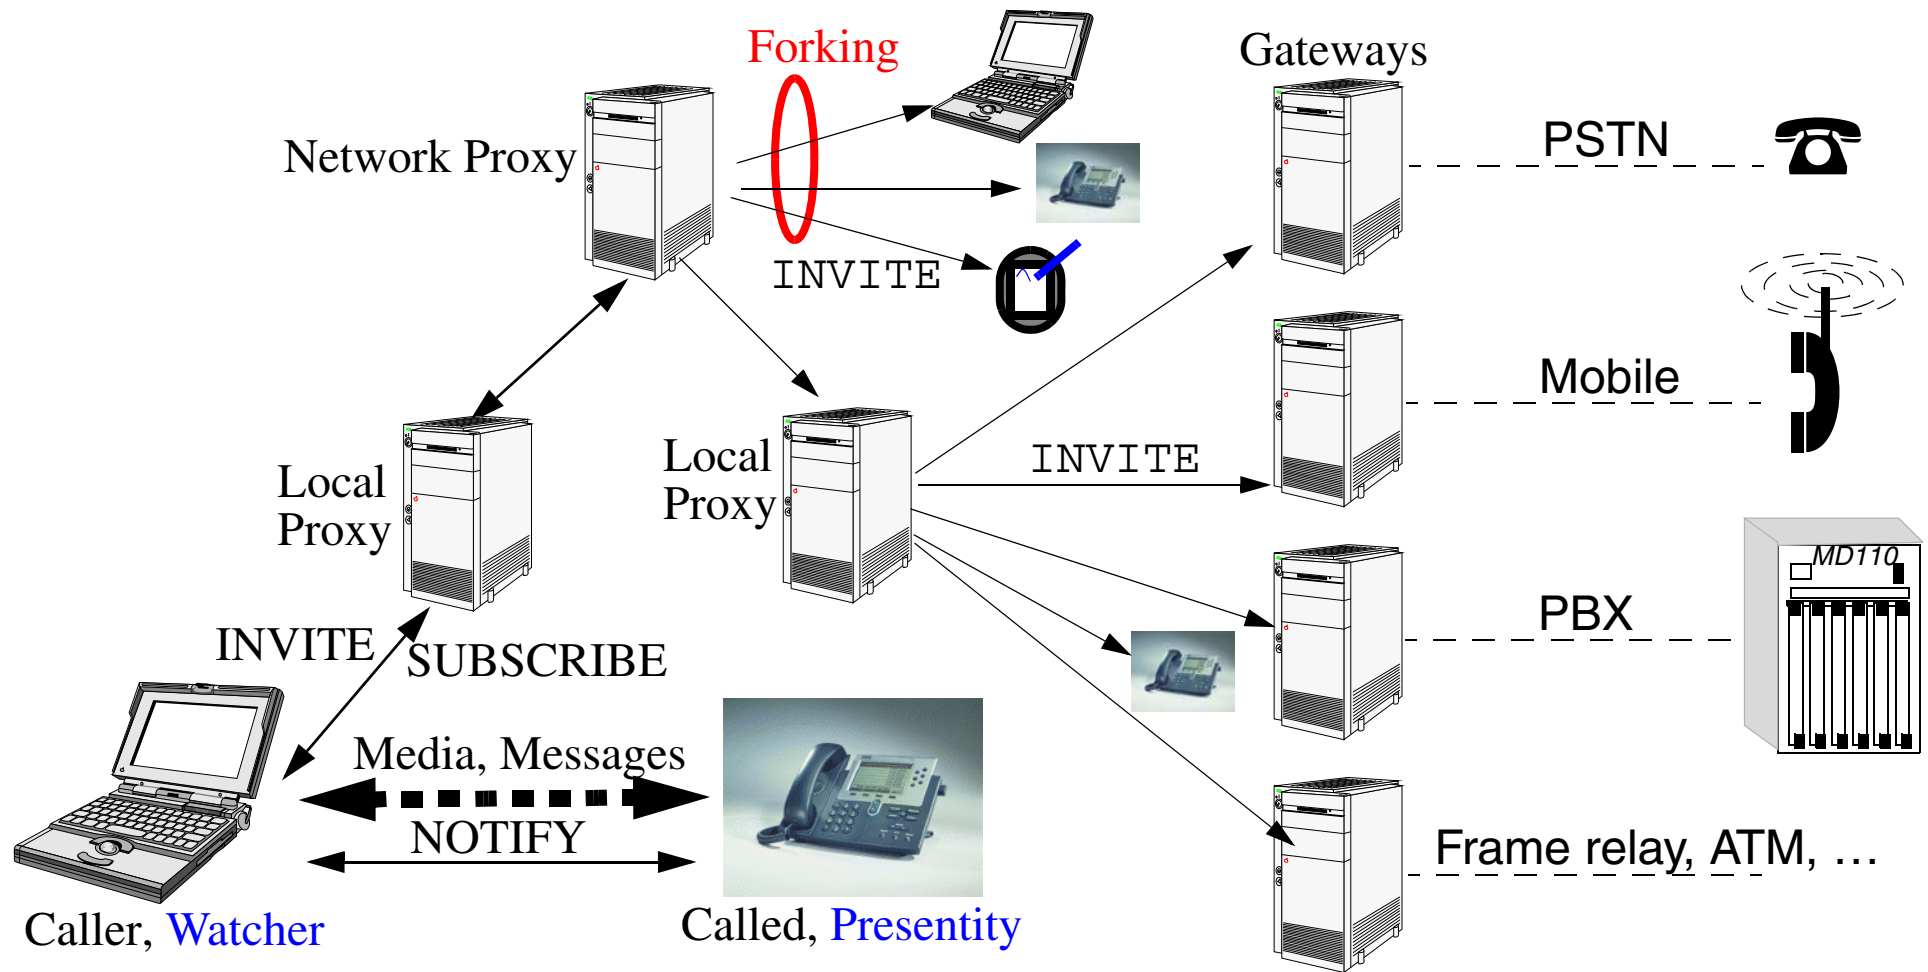 Forking
Gateways
Network Proxy
PSTN
INVITE
Mobile
Local
Proxy
Local
Proxy
INVITE
MD110
PBX
INVITE
SUBSCRIBE
Media, Messages
NOTIFY
Frame relay, ATM, …
Caller, Watcher
Called, Presentity